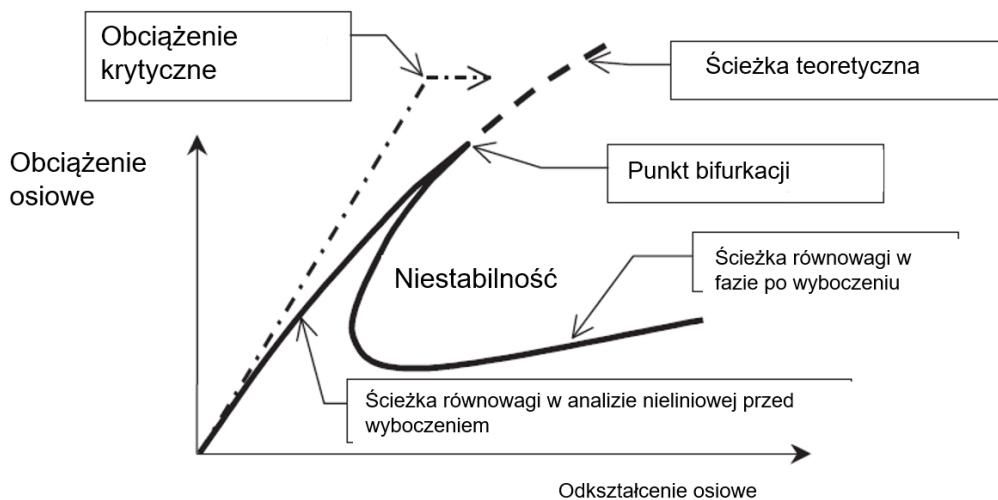 Obciążenie
krytyczne
Ścieżka teoretyczna
Obciążenie
osiowe
Punkt bifurkacji
Ścieżka równowagi w
fazie po wyboczeniu
Niestabilność
Ścieżka równowagi w analizie nieliniowej przed
wyboczeniem
Odkształcenie osiowe